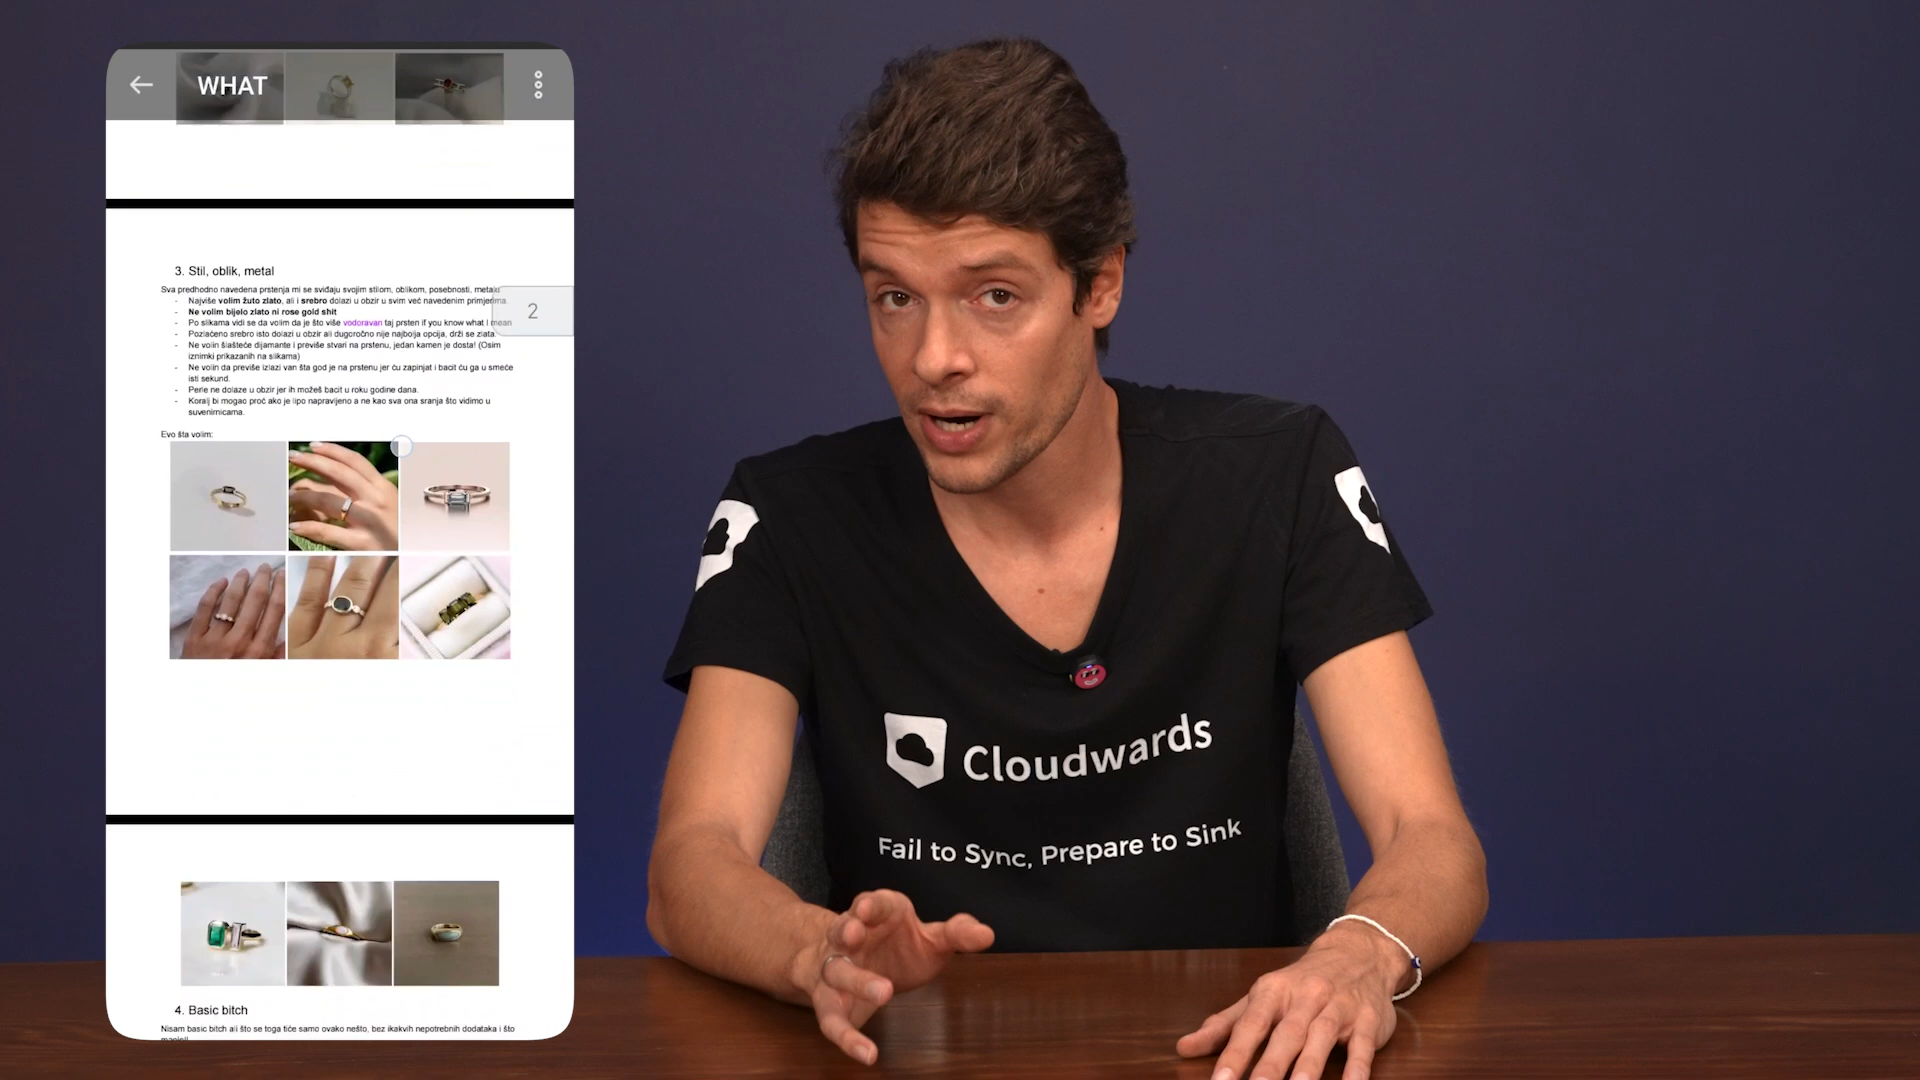 WHAT
3. Stil, oblik, metal
Sva predhodno navedena prstenja mi se sviđaju svojim stilom, oblikom, posebnosti, metalu
- Najviše volim žuto zlato, ali i srebro dolazi u obzir u svim već navedenim primjerima.
- Ne volim bijelo zlato ni rose gold shit
- Po slikama vidi se da volim da je što više vodoravan taj prsten if you know what I mean
- Pozlaćeno srebro isto dolazi u obzir ali dugoročno nije najbolja opcija, drži se zlata.
- Ne volin šlašteće dijamante i previše stvari na prstenu, jedan kamen je dosta! (Osim
iznimki prikazanih na slikama)
- Ne volin da previše izlazi van šta god je na prstenu jer ću zapinjat i bacit ću ga u smeće
isti sekund.
- Perle ne dolaze u obzir jer ih možeš bacit u roku godine dana.
- Koralj bi mogao proć ako je lipo napravljeno a ne kao sva ona sranja što vidimo u
suvenirnicama.
2
Evo šta volim:
4. Basic bitch
Nisam basic bitch ali što se toga tiče samo ovako nešto, bez ikakvih nepotrebnih dodataka i što
Cloudwards
Fail to Sync, Prepare to Sink